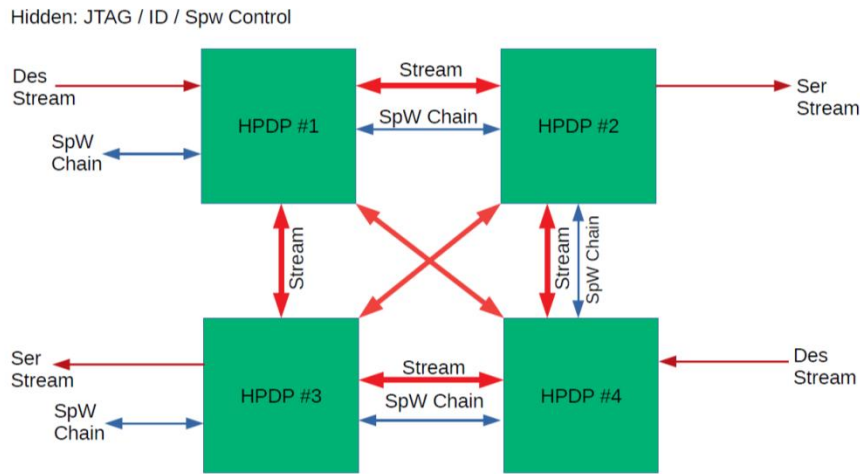 Hidden: JTAG / ID / Spw Control
Des
Stream
Stream
Ser
Stream
HPDP #1
SpW Chain
HPDP #2
SpW
Chain
Stream
Stream
SpW Chain
Ser
Stream
Stream
Des
Stream
HPDP #3
SpW Chain
HPDP #4
SpW
Chain